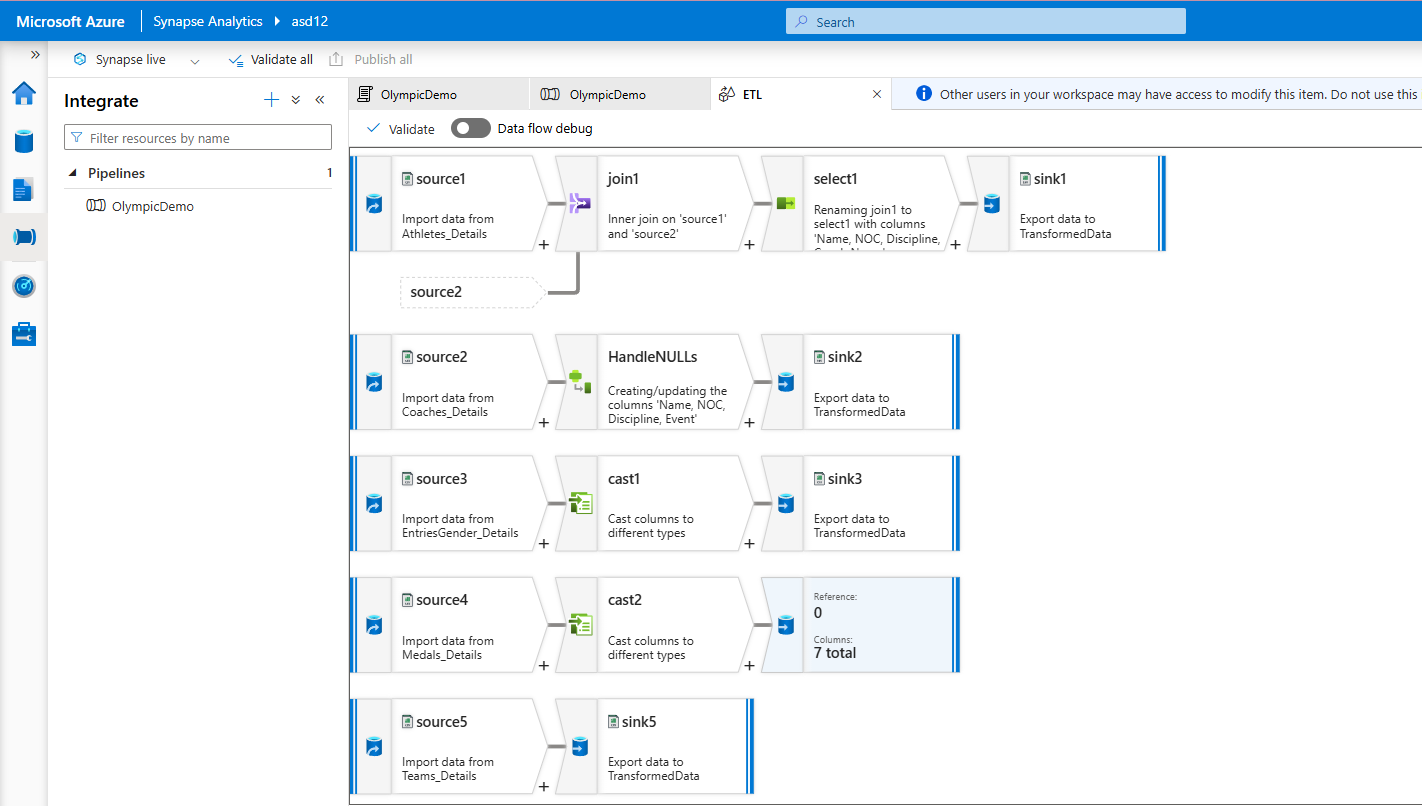 Microsoft Azure
Synapse Analytics
asd12
Search
Synapse live
Validate all
Publish all
Integrate
Filter resources by name
Pipelines
1
OlympicDemo
OlympicDemo
OlympicDemo
ETL
Other users in your workspace may have access to modify this item. Do not use this
Validate
Data flow debug
source1
Import data from
Athletes_Details
+
join1
Inner join on 'source1'
and 'source2'
+
select1
Renaming join1 to
select1 with columns
'Name, NOC, Discipline,
+
sink1
Export data to
TransformedData
source2
source2
Import data from
Coaches_Details
+
HandleNULLs
Creating/updating the
columns 'Name, NOC,
Discipline, Event'
+
sink2
Export data to
TransformedData
source3
Import data from
EntriesGender_Details
+
cast1
Cast columns to
different types
+
sink3
Export data to
TransformedData
source4
Import data from
Medals_Details
+
cast2
Cast columns to
different types
+
Reference:
0
Columns:
7 total
source5
Import data from
Teams_Details
+
sink5
Export data to
TransformedData